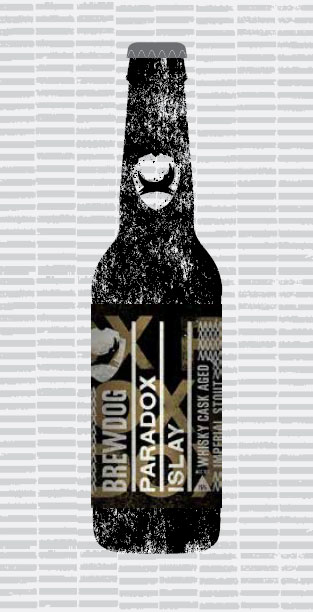 BREWDOG
PARADOX
ISLAY
WHISKY CASK AGED
IMPERIAL STOUT